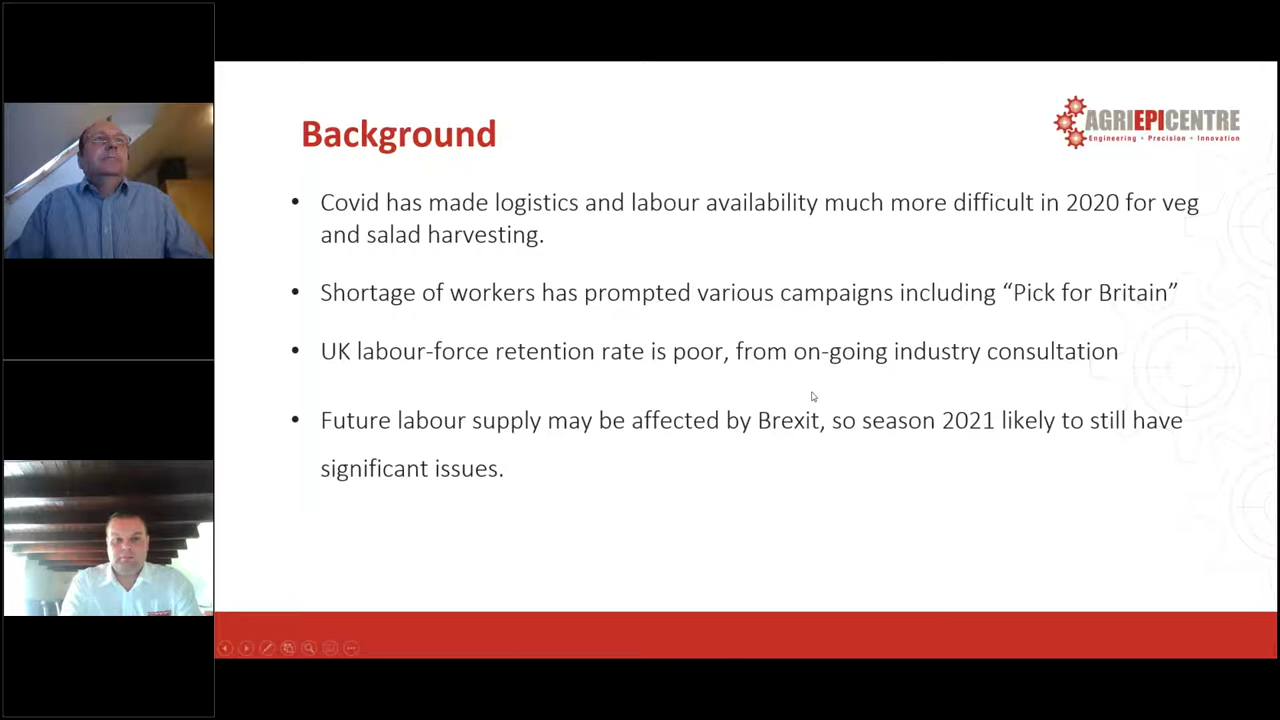 Background
AGRIEPICENTRE
Engineering • Precision • Innovation
• Covid has made logistics and labour availability much more difficult in 2020 for veg
and salad harvesting.
• Shortage of workers has prompted various campaigns including “Pick for Britain”
• UK labour-force retention rate is poor, from on-going industry consultation
• Future labour supply may be affected by Brexit, so season 2021 likely to still have
significant issues.